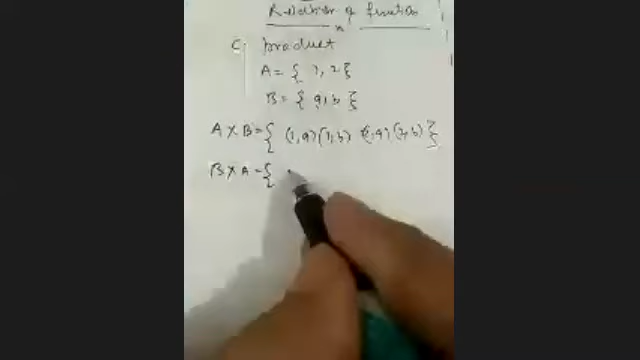 Relation & function
C. product
A = { 1, 2 }
B = { a, b }
A × B = { (1, a) (1, b) (2, a) (2, b) }
B × A = {